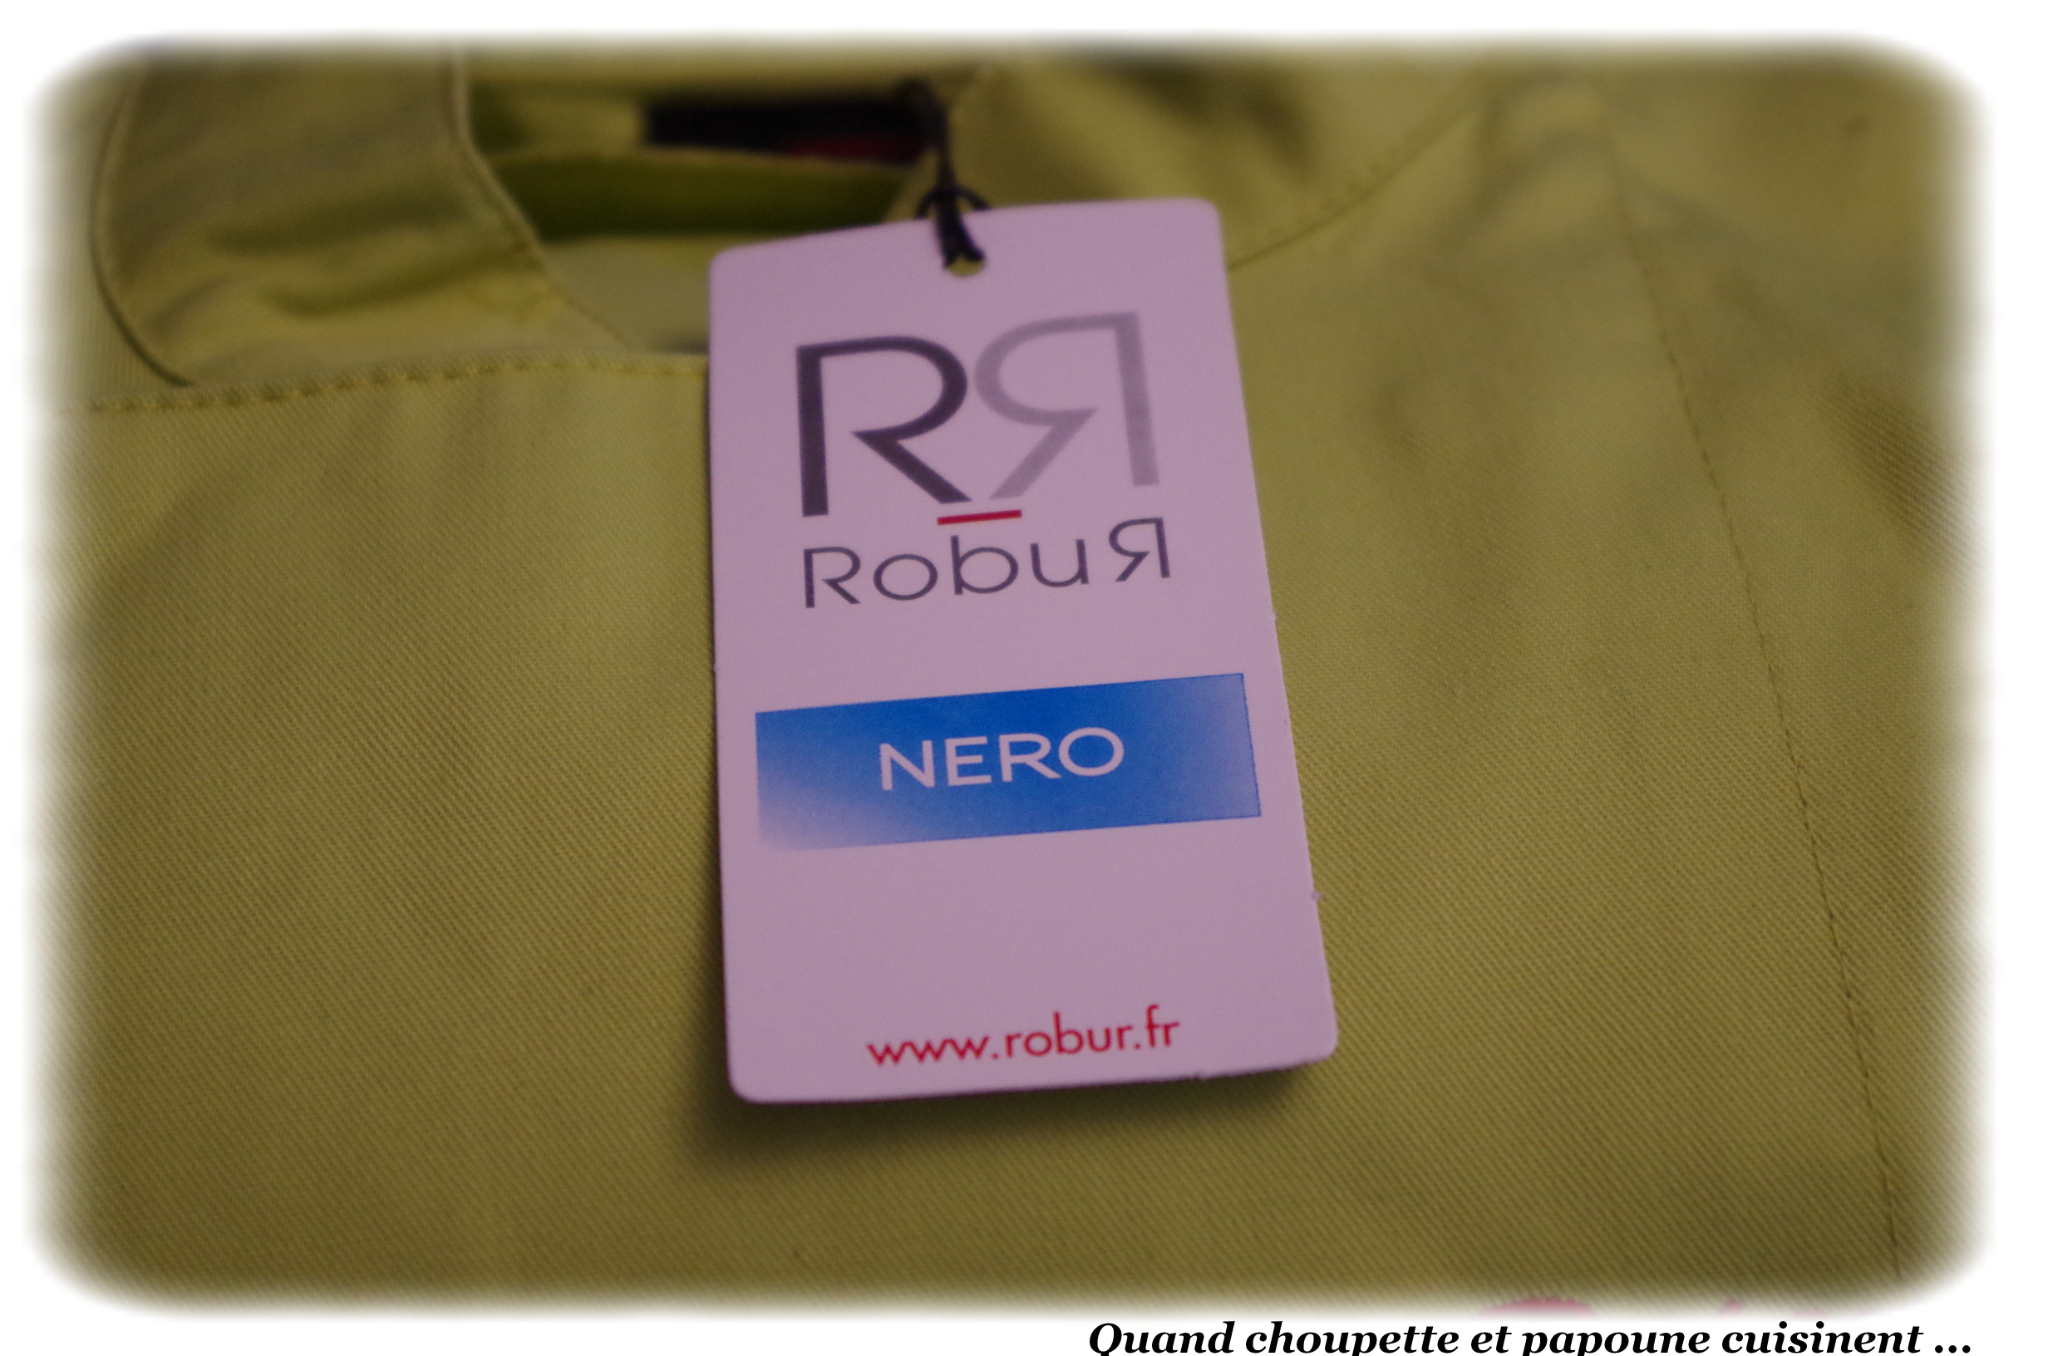 RR
Robur
NERO
www.robur.fr
Quand choupette et papoune cuisinent ...